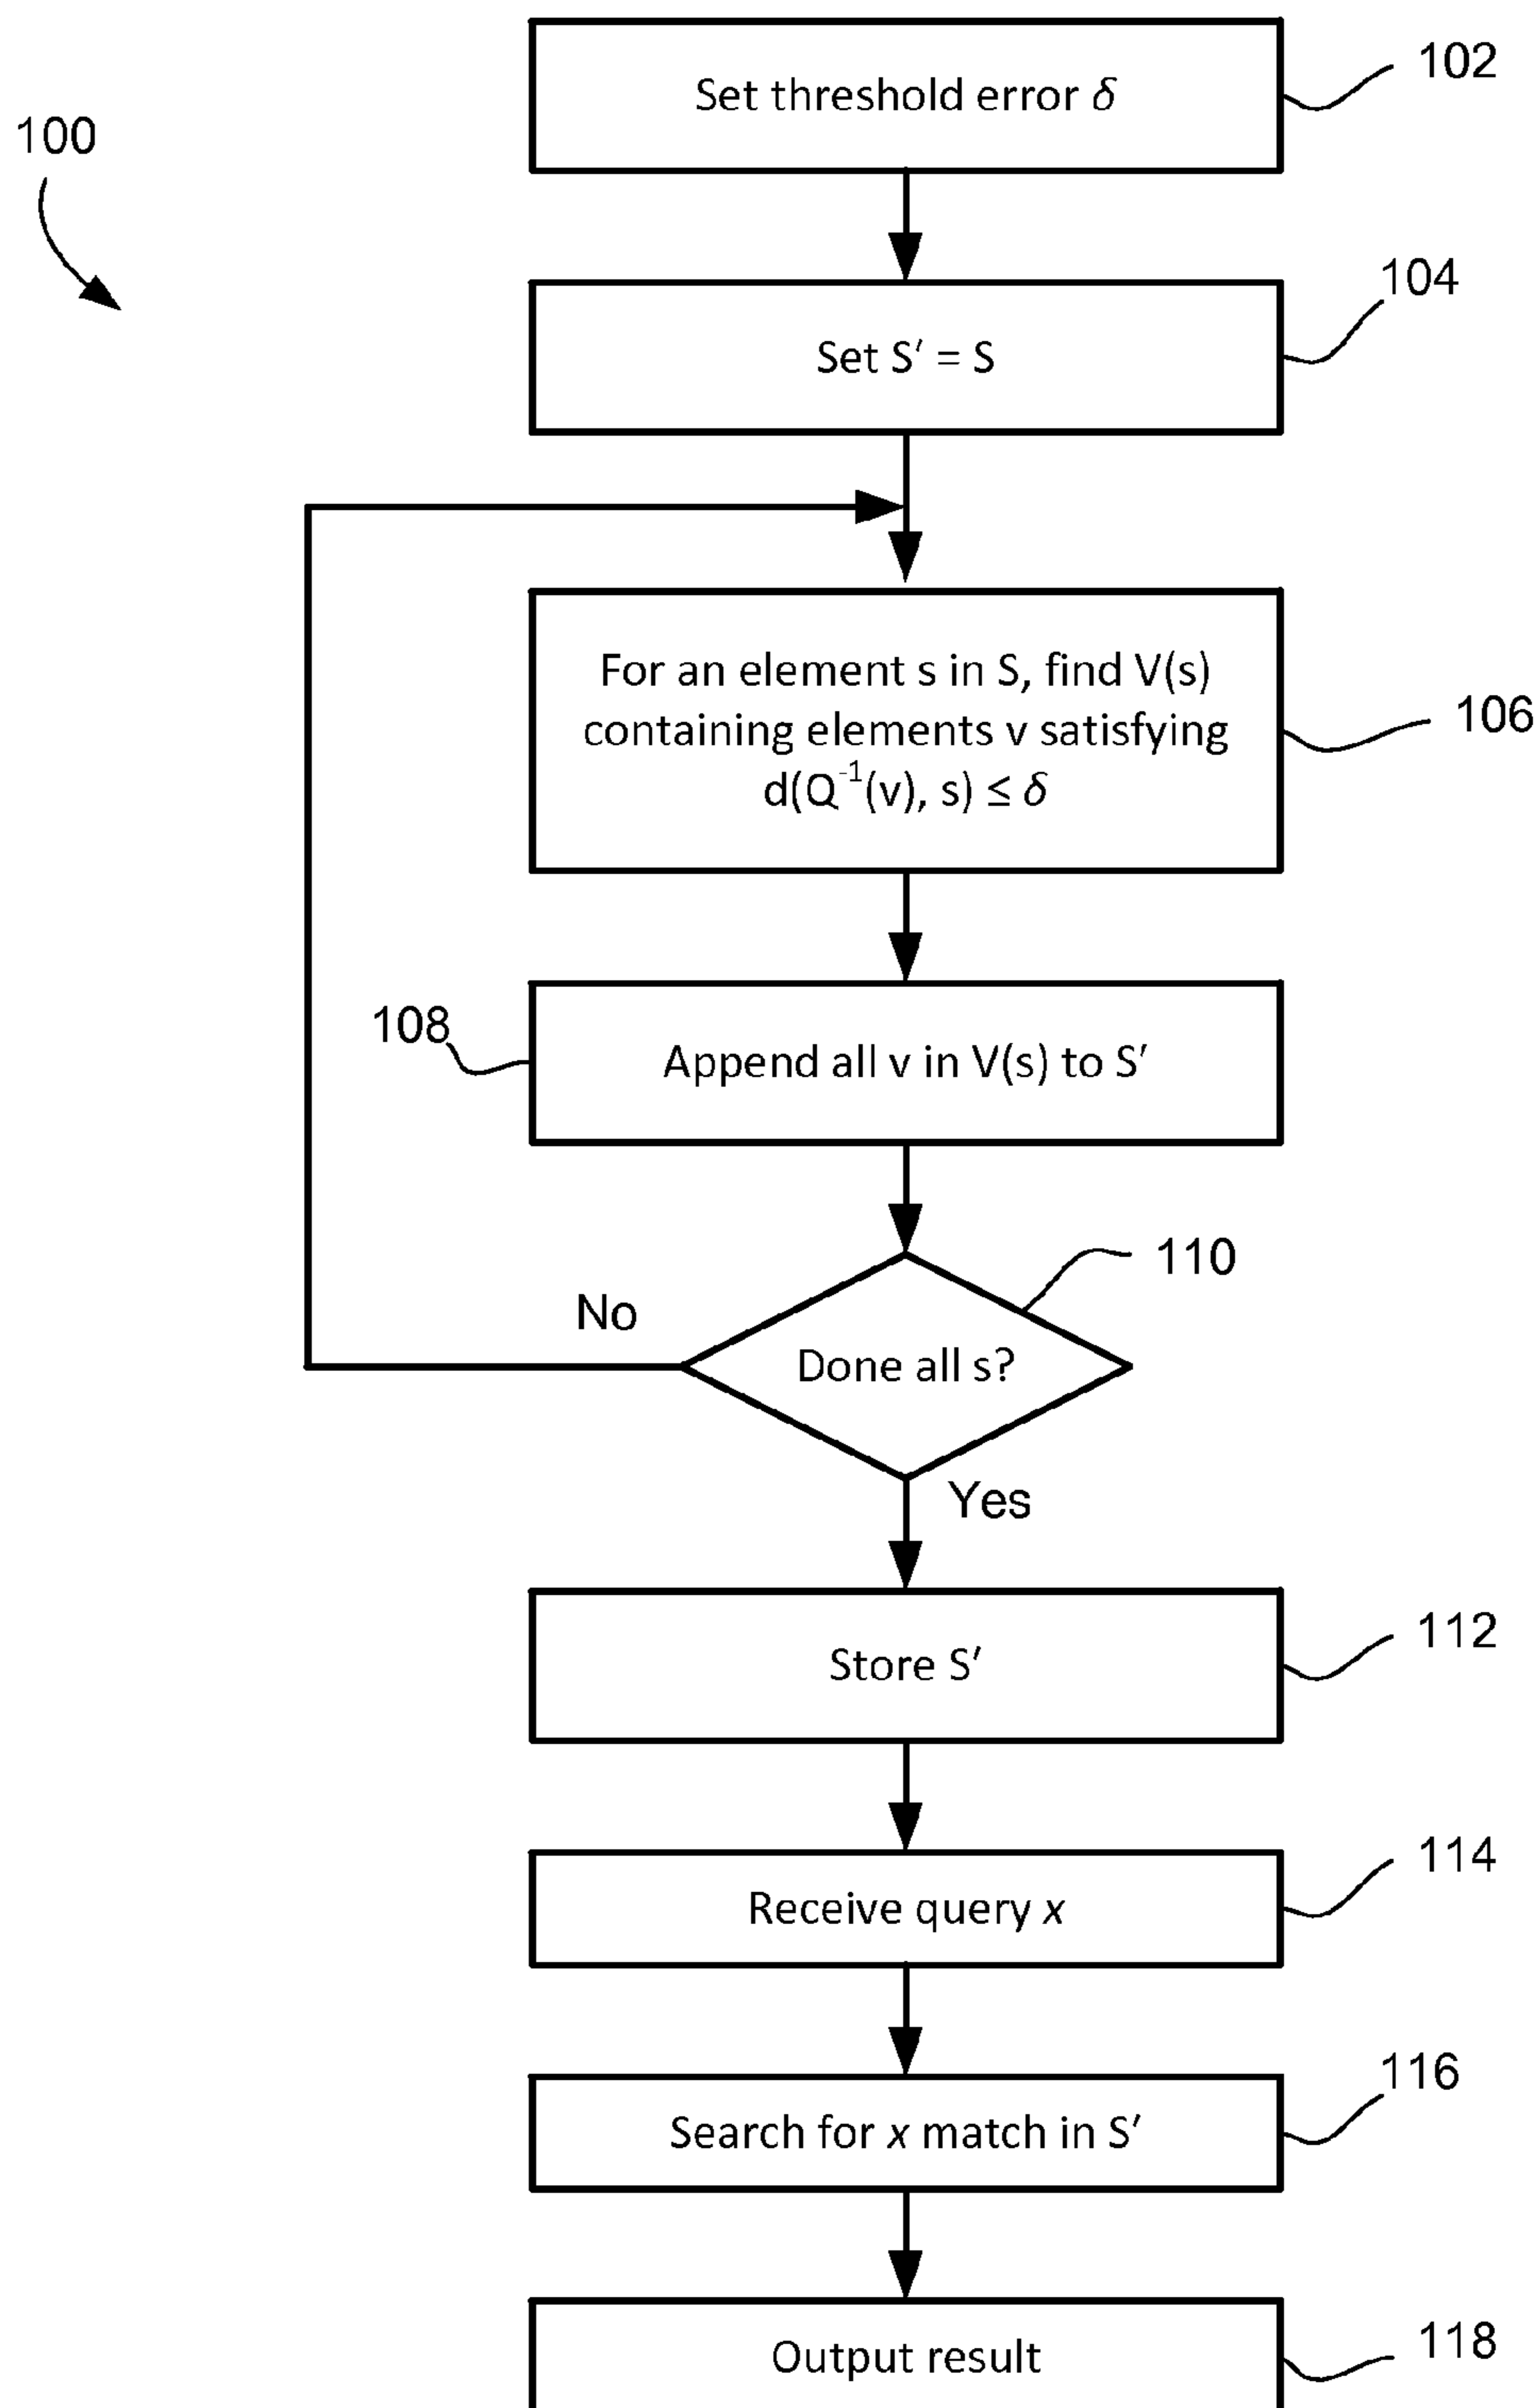 Set threshold error δ
102
100
Set S′ = S
104
For an element s in S, find V(s)
containing elements v satisfying
d(Q⁻¹(v), s) ≤ δ
106
108
Append all v in V(s) to S′
110
No
Done all s?
Yes
Store S′
112
Receive query x
114
Search for x match in S′
116
Output result
118